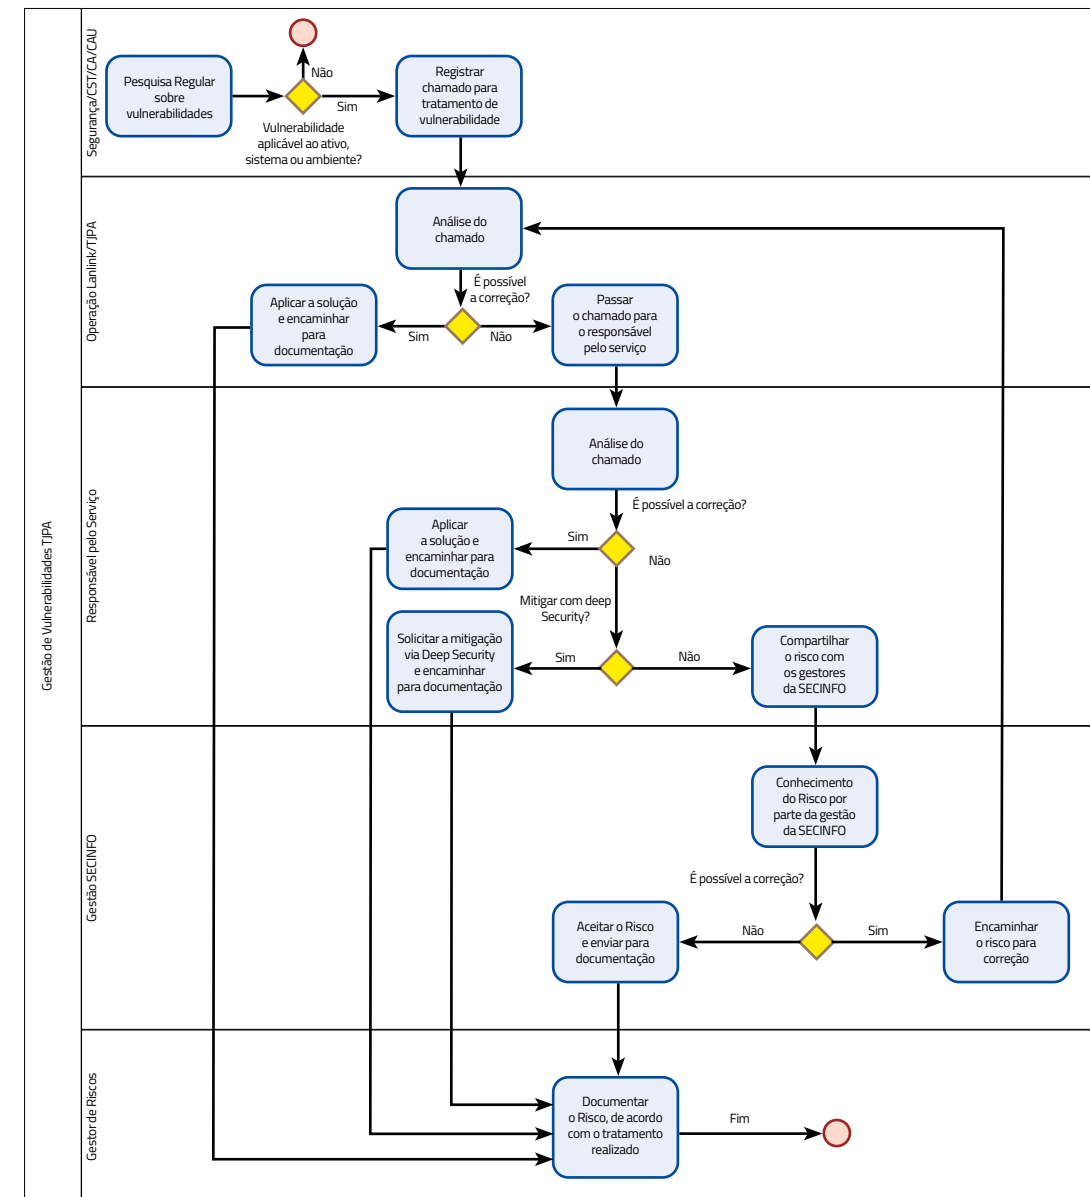 Gestão de Vulnerabilidades TJPA
Segurança/CST/CA/CAU
Pesquisa Regular
sobre
vulnerabilidades
Não
Sim
Vulnerabilidade
aplicável ao ativo,
sistema ou ambiente?
Registrar
chamado para
tratamento de
vulnerabilidade
Operação Lanlink/TJPA
Análise do
chamado
É possível
a correção?
Sim
Não
Aplicar a solução
e encaminhar
para
documentação
Passar
o chamado para
o responsável
pelo serviço
Responsável pelo Serviço
Análise do
chamado
É possível a correção?
Sim
Não
Aplicar
a solução e
encaminhar para
documentação
Mitigar com deep
Security?
Sim
Não
Solicitar a mitigação
via Deep Security
e encaminhar
para documentação
Compartilhar
o risco com
os gestores
da SECINFO
Gestão SECINFO
Conhecimento
do Risco por
parte da gestão
da SECINFO
É possível a correção?
Não
Sim
Aceitar o Risco
e enviar para
documentação
Encaminhar
o risco para
correção
Gestor de Riscos
Documentar
o Risco, de acordo
com o tratamento
realizado
Fim